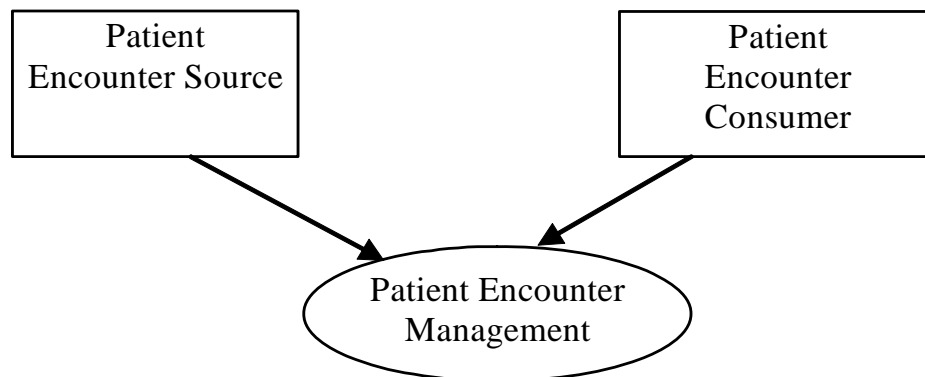 Patient
Encounter Source
Patient
Encounter
Consumer
Patient Encounter
Management